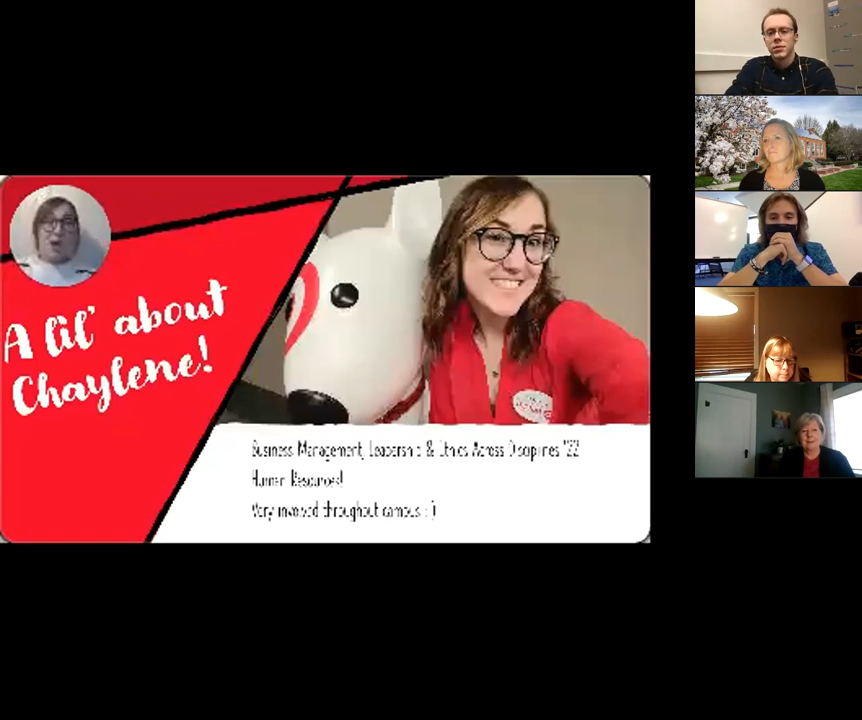 A lil' about
Chaylene!
Business Management, Leadership & Ethics Across Disciplines '22
Human Resources!
Very involved throughout campus :)